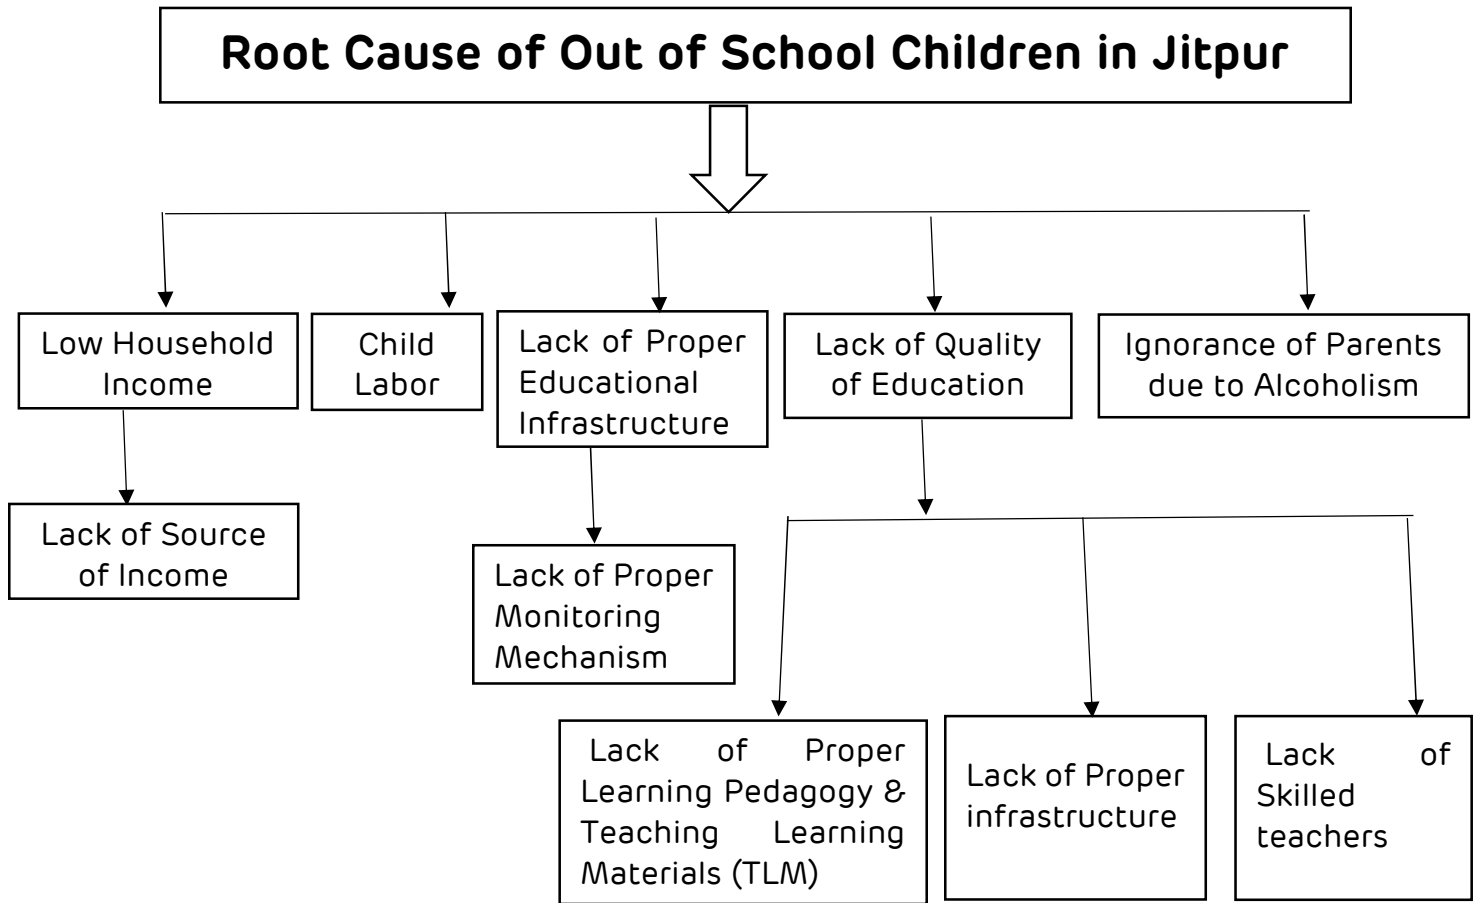 Root Cause of Out of School Children in Jitpur
Low Household
Income
Child
Labor
Lack of Proper
Educational
Infrastructure
Lack of Quality
of Education
Ignorance of Parents
due to Alcoholism
Lack of Source
of Income
Lack of Proper
Monitoring
Mechanism
Lack of Proper
Learning Pedagogy &
Teaching Learning
Materials (TLM)
Lack of Proper
infrastructure
Lack of
Skilled
teachers